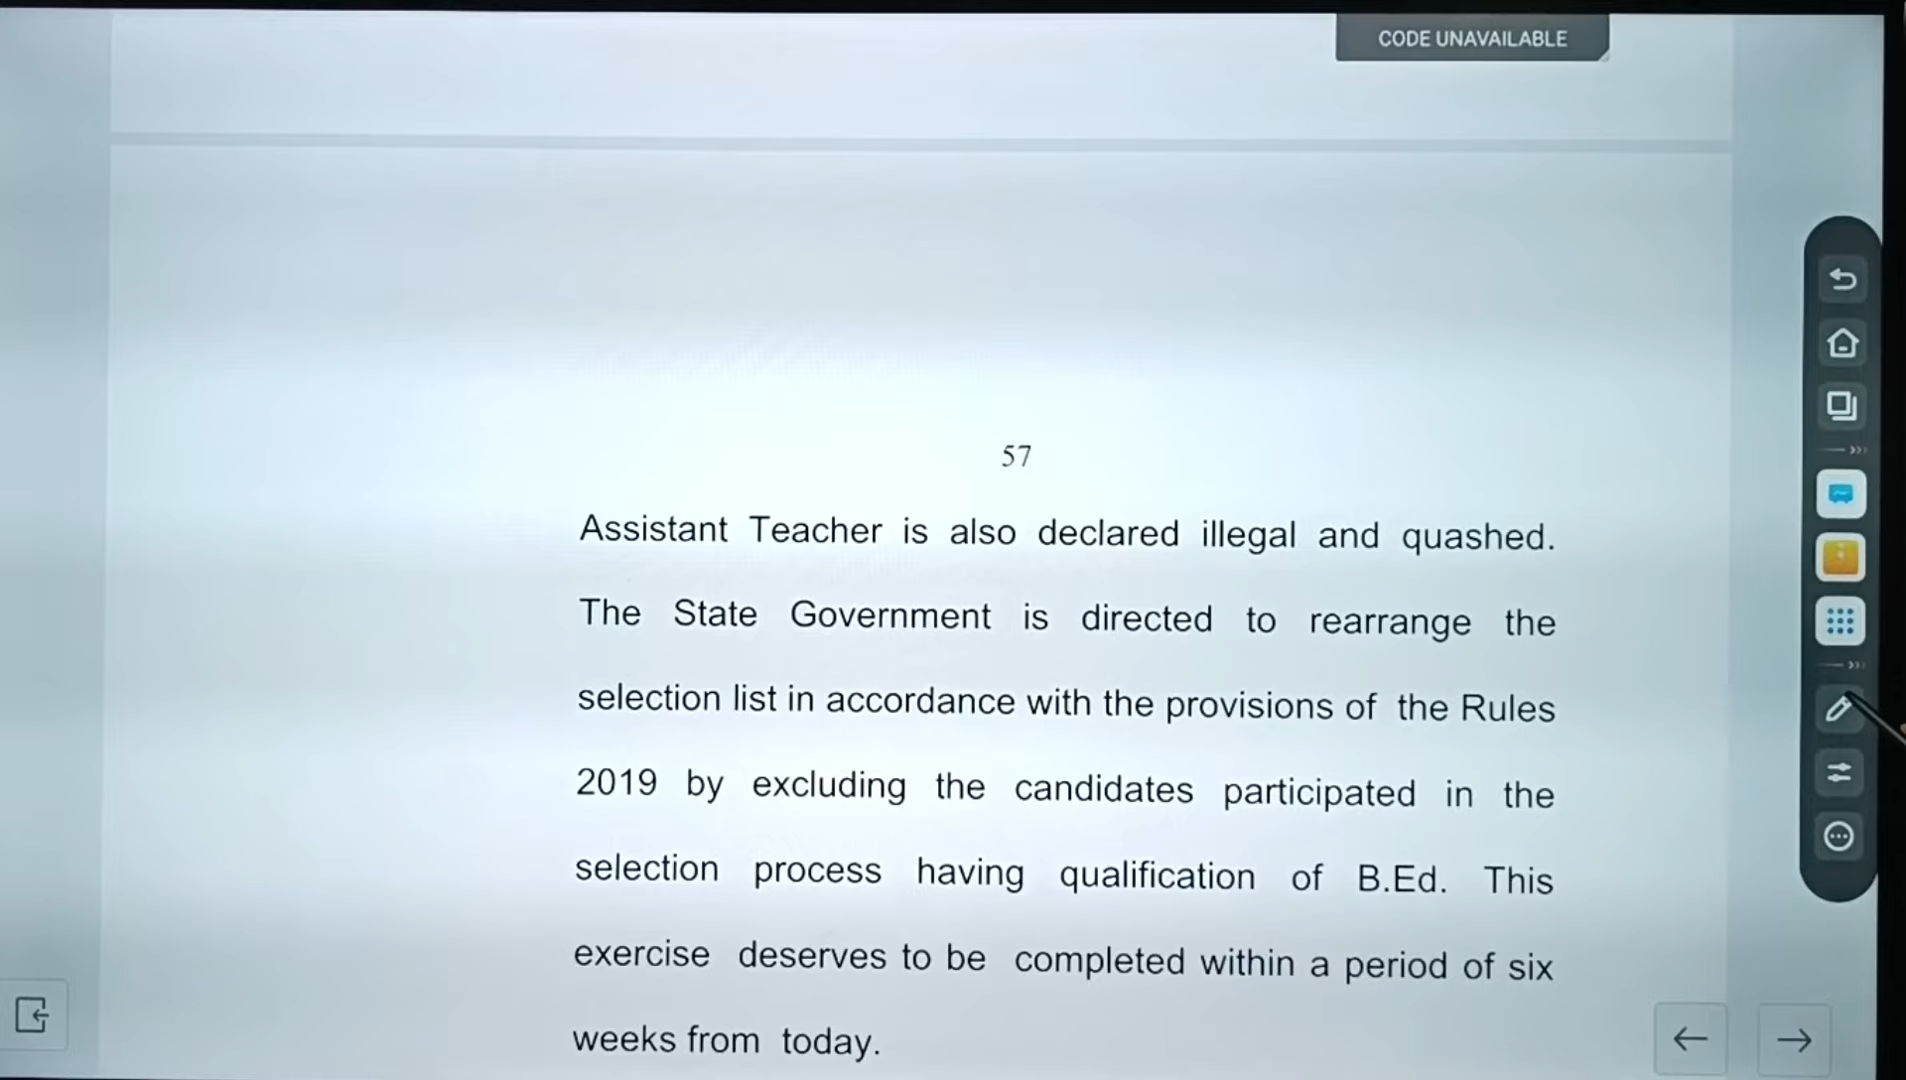 CODE UNAVAILABLE
57
Assistant Teacher is also declared illegal and quashed.
The State Government is directed to rearrange the
selection list in accordance with the provisions of the Rules
2019 by excluding the candidates participated in the
selection process having qualification of B.Ed. This
exercise deserves to be completed within a period of six
weeks from today.